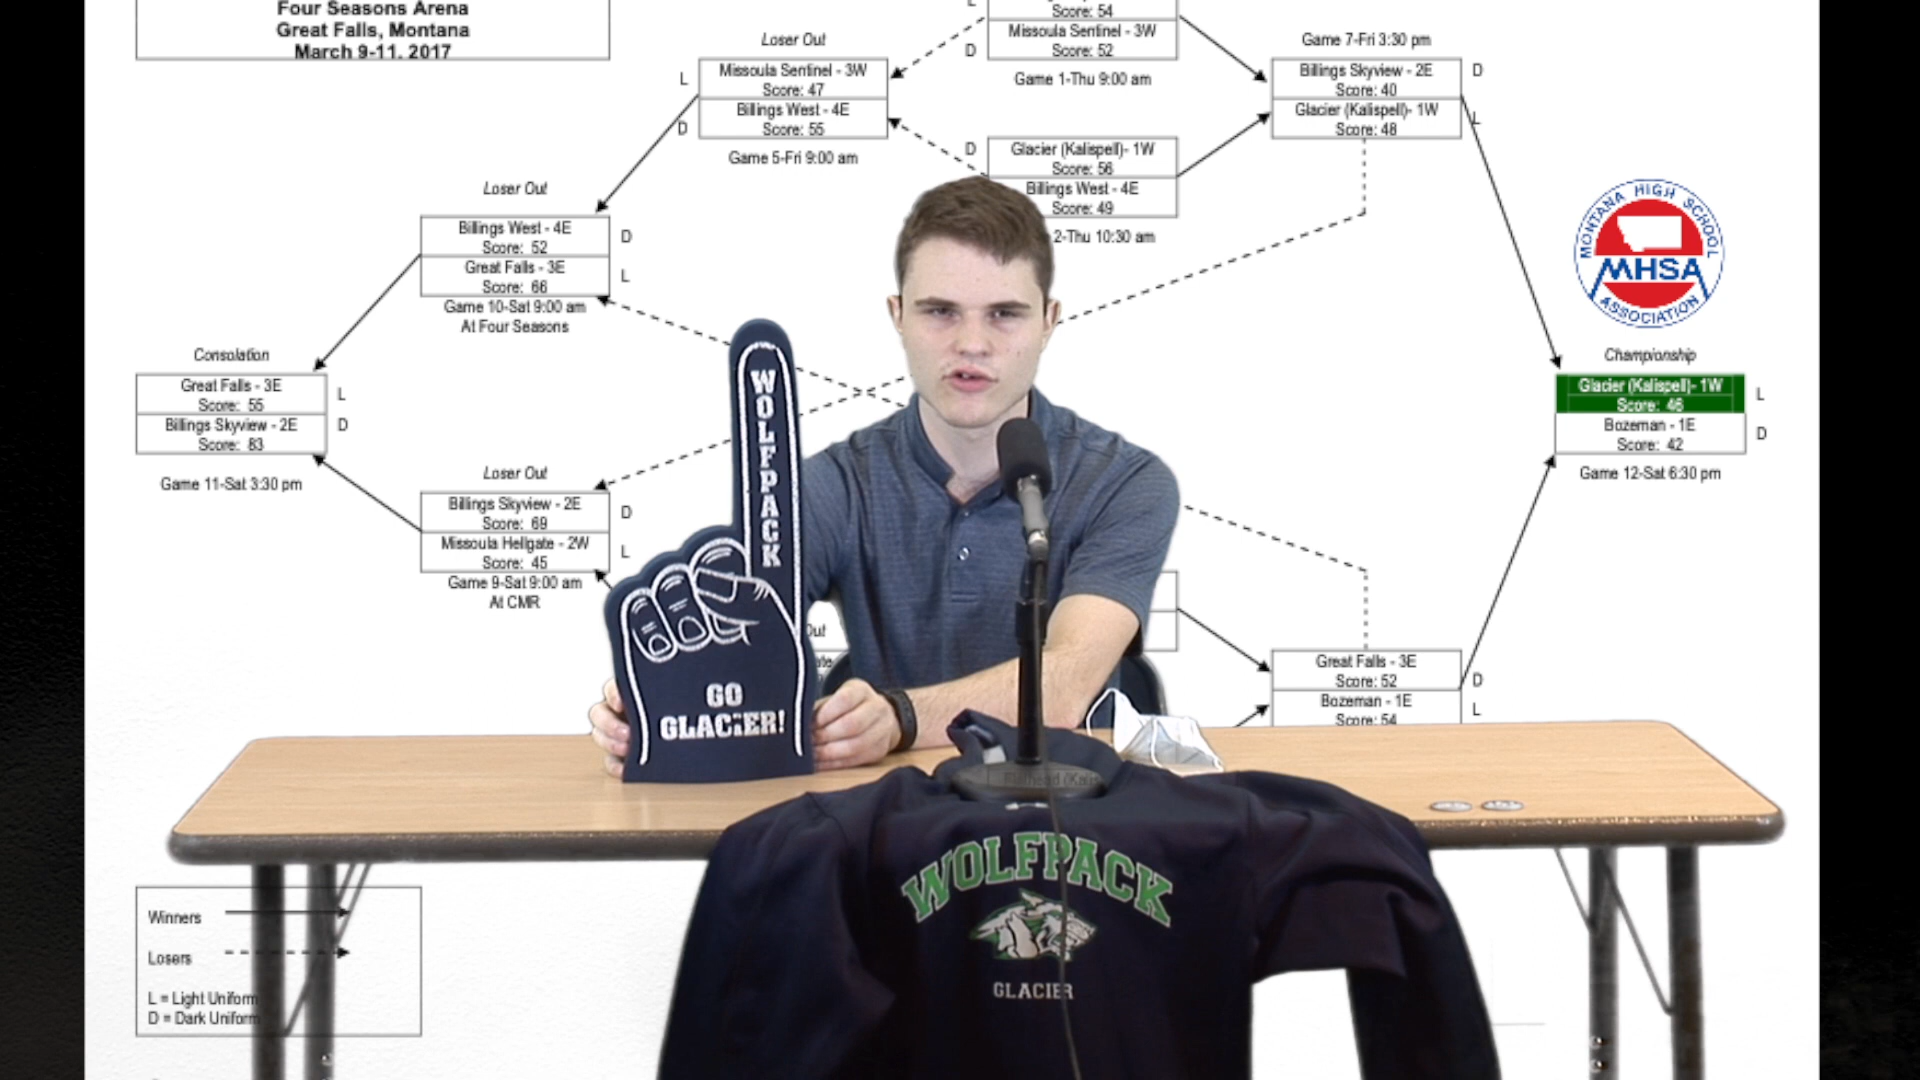 Four Seasons Arena
Great Falls, Montana
March 9-11, 2017
Score: 54
Missoula Sentinel - 3W
Score: 52
D
Game 1-Thu 9:00 am
Loser Out
L
Missoula Sentinel - 3W
Score: 47
Billings West - 4E
Score: 55
D
Game 5-Fri 9:00 am
Game 7-Fri 3:30 pm
Billings Skyview - 2E
D
Score: 40
Glacier (Kalispell)- 1W
L
Score: 48
D
Glacier (Kalispell)- 1W
Score: 56
Billings West - 4E
Score: 49
2-Thu 10:30 am
Loser Out
Billings West - 4E
D
Score: 52
Great Falls - 3E
L
Score: 66
Game 10-Sat 9:00 am
At Four Seasons
MONTANA HIGH SCHOOL
MHSA
ASSOCIATION
Consolation
Great Falls - 3E
L
Score: 55
Billings Skyview - 2E
D
Score: 83
Game 11-Sat 3:30 pm
Championship
Glacier (Kalispell)- 1W
L
Score: 46
Bozeman - 1E
D
Score: 42
Game 12-Sat 6:30 pm
Loser Out
Billings Skyview - 2E
D
Score: 69
Missoula Hellgate - 2W
L
Score: 45
Game 9-Sat 9:00 am
At CMR
WOLFPACK
GO
GLACIER!
Out
Great Falls - 3E
Score: 52
D
Bozeman - 1E
L
Score: 54
WOLFPACK
GLACIER
Winners
Losers
L = Light Uniform
D = Dark Uniform